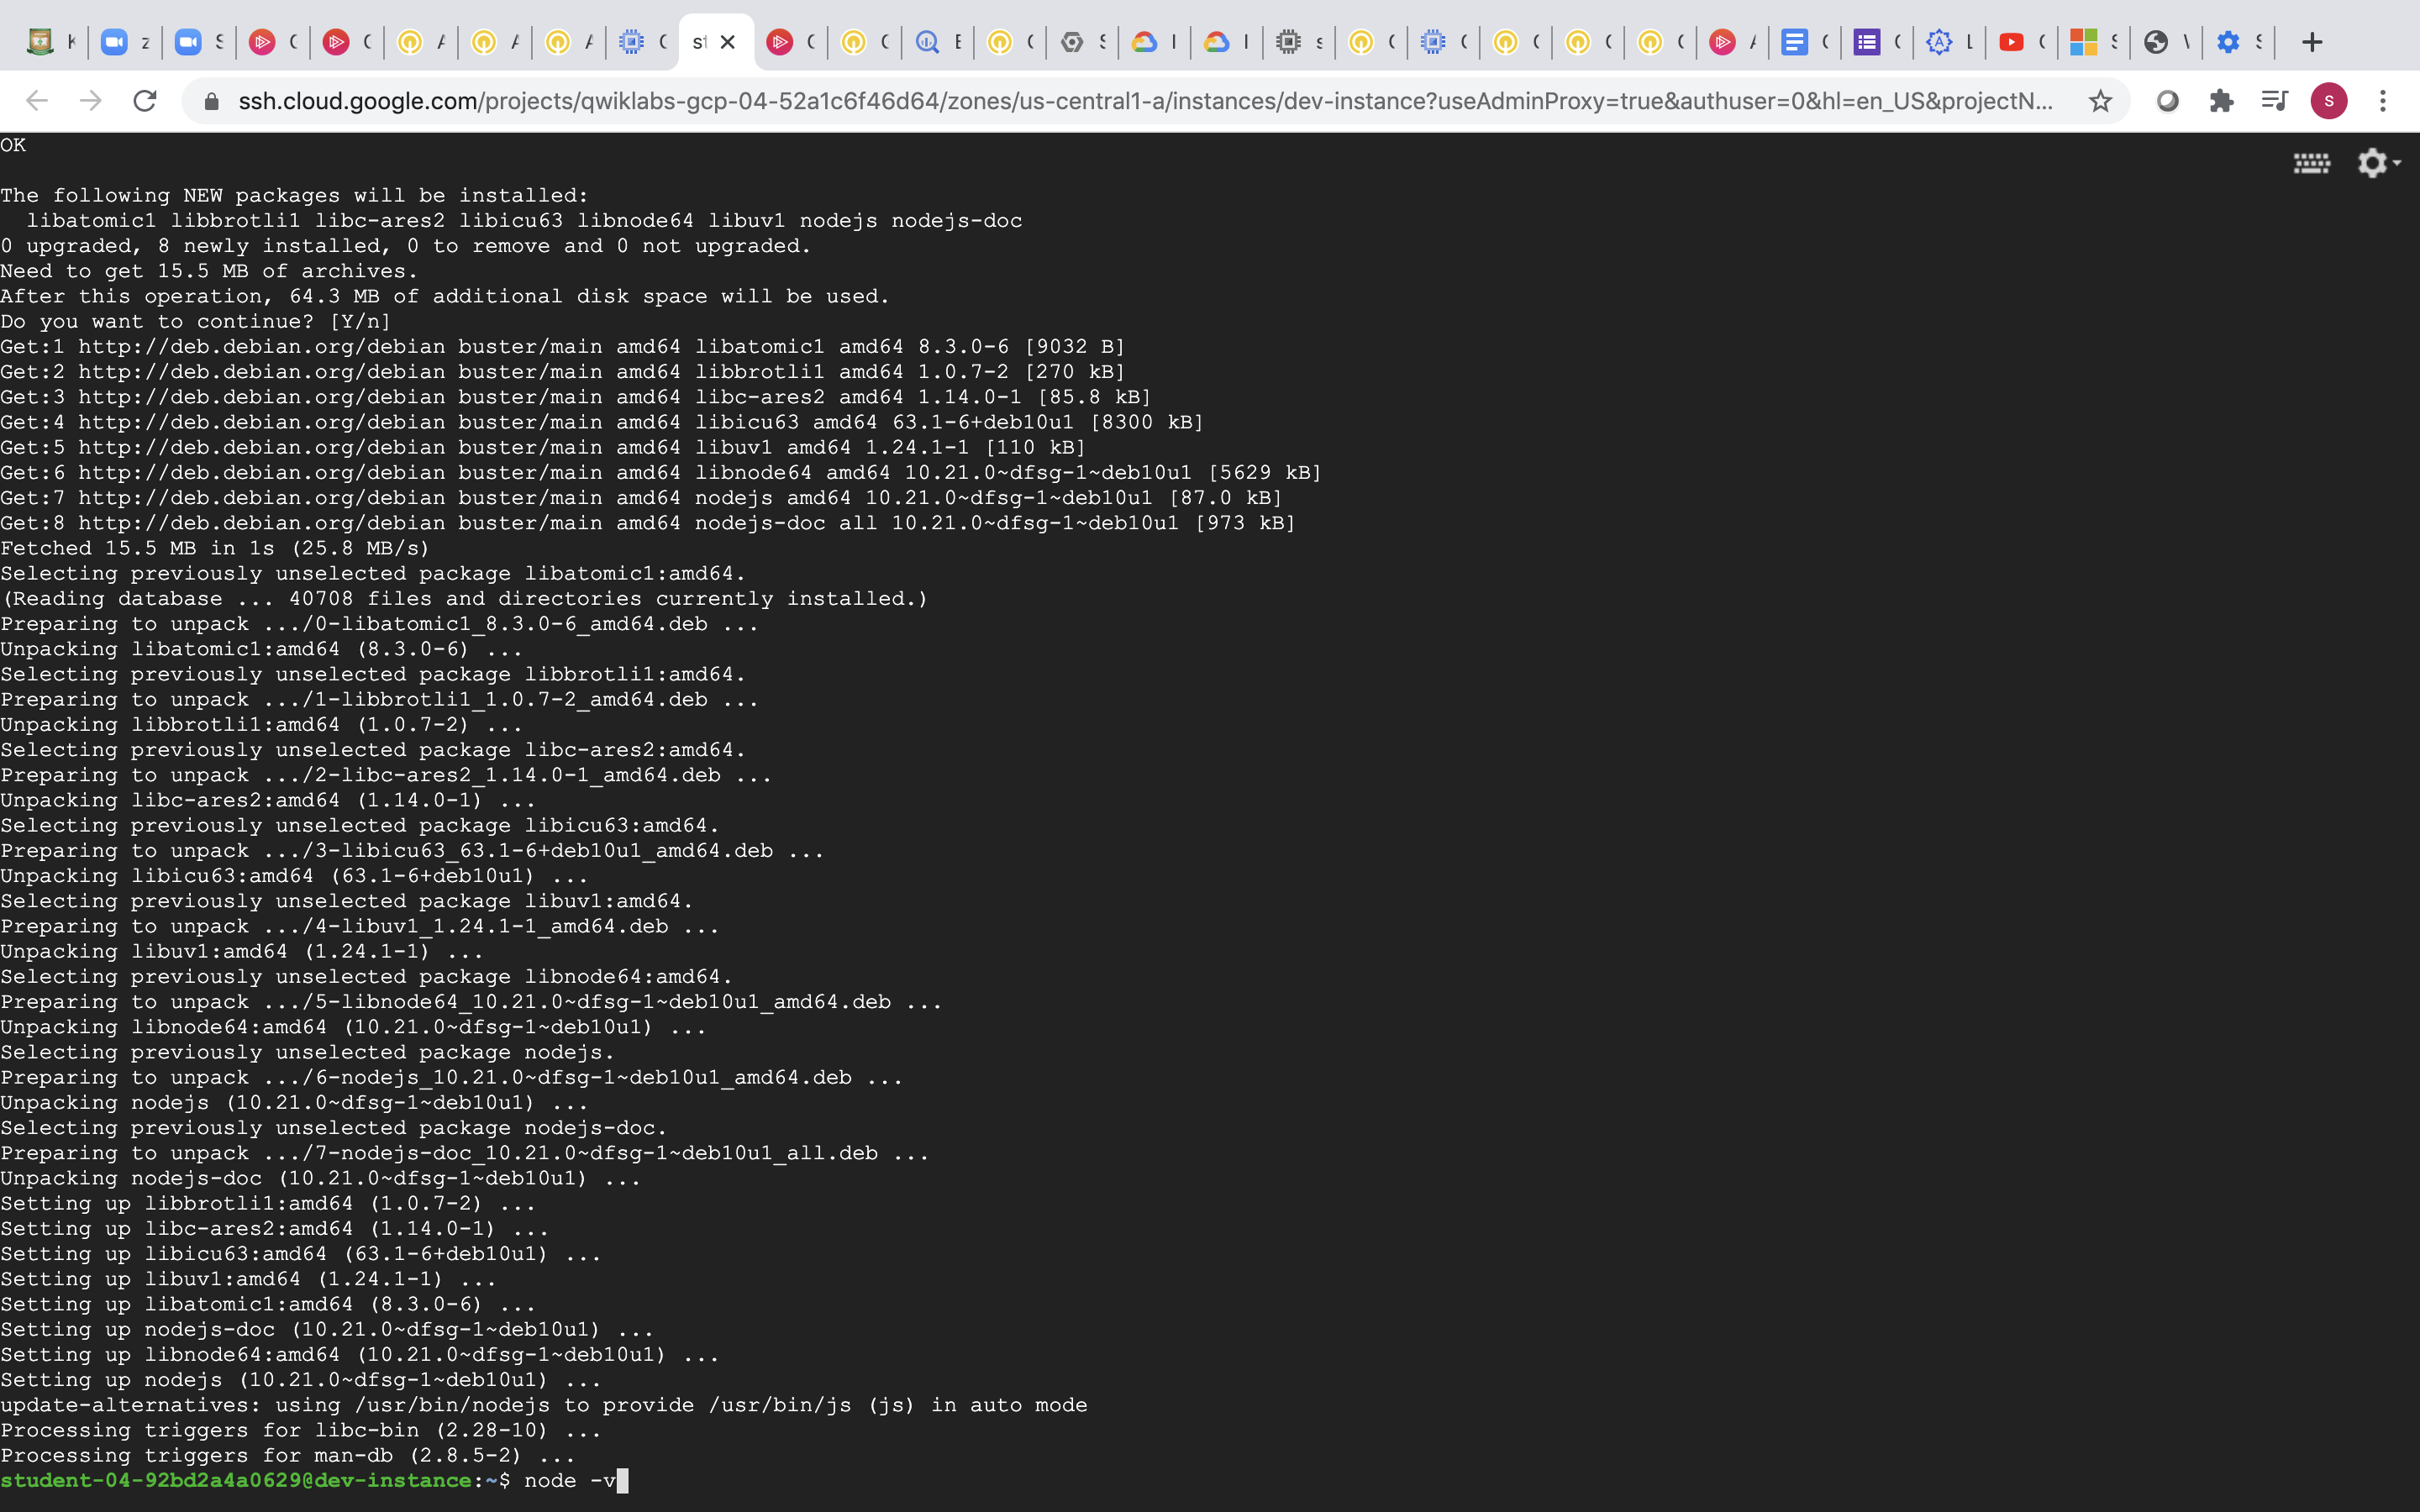 K z S C C A A A C st C C E C S I I s C C C C C A C C L C S V S
ssh.cloud.google.com/projects/qwiklabs-gcp-04-52a1c6f46d64/zones/us-central1-a/instances/dev-instance?useAdminProxy=true&authuser=0&hl=en_US&projectN... S
OK
The following NEW packages will be installed:
  libatomic1 libbrotli1 libc-ares2 libicu63 libnode64 libuv1 nodejs nodejs-doc
0 upgraded, 8 newly installed, 0 to remove and 0 not upgraded.
Need to get 15.5 MB of archives.
After this operation, 64.3 MB of additional disk space will be used.
Do you want to continue? [Y/n]
Get:1 http://deb.debian.org/debian buster/main amd64 libatomic1 amd64 8.3.0-6 [9032 B]
Get:2 http://deb.debian.org/debian buster/main amd64 libbrotli1 amd64 1.0.7-2 [270 kB]
Get:3 http://deb.debian.org/debian buster/main amd64 libc-ares2 amd64 1.14.0-1 [85.8 kB]
Get:4 http://deb.debian.org/debian buster/main amd64 libicu63 amd64 63.1-6+deb10u1 [8300 kB]
Get:5 http://deb.debian.org/debian buster/main amd64 libuv1 amd64 1.24.1-1 [110 kB]
Get:6 http://deb.debian.org/debian buster/main amd64 libnode64 amd64 10.21.0~dfsg-1~deb10u1 [5629 kB]
Get:7 http://deb.debian.org/debian buster/main amd64 nodejs amd64 10.21.0~dfsg-1~deb10u1 [87.0 kB]
Get:8 http://deb.debian.org/debian buster/main amd64 nodejs-doc all 10.21.0~dfsg-1~deb10u1 [973 kB]
Fetched 15.5 MB in 1s (25.8 MB/s)
Selecting previously unselected package libatomic1:amd64.
(Reading database ... 40708 files and directories currently installed.)
Preparing to unpack .../0-libatomic1_8.3.0-6_amd64.deb ...
Unpacking libatomic1:amd64 (8.3.0-6) ...
Selecting previously unselected package libbrotli1:amd64.
Preparing to unpack .../1-libbrotli1_1.0.7-2_amd64.deb ...
Unpacking libbrotli1:amd64 (1.0.7-2) ...
Selecting previously unselected package libc-ares2:amd64.
Preparing to unpack .../2-libc-ares2_1.14.0-1_amd64.deb ...
Unpacking libc-ares2:amd64 (1.14.0-1) ...
Selecting previously unselected package libicu63:amd64.
Preparing to unpack .../3-libicu63_63.1-6+deb10u1_amd64.deb ...
Unpacking libicu63:amd64 (63.1-6+deb10u1) ...
Selecting previously unselected package libuv1:amd64.
Preparing to unpack .../4-libuv1_1.24.1-1_amd64.deb ...
Unpacking libuv1:amd64 (1.24.1-1) ...
Selecting previously unselected package libnode64:amd64.
Preparing to unpack .../5-libnode64_10.21.0~dfsg-1~deb10u1_amd64.deb ...
Unpacking libnode64:amd64 (10.21.0~dfsg-1~deb10u1) ...
Selecting previously unselected package nodejs.
Preparing to unpack .../6-nodejs_10.21.0~dfsg-1~deb10u1_amd64.deb ...
Unpacking nodejs (10.21.0~dfsg-1~deb10u1) ...
Selecting previously unselected package nodejs-doc.
Preparing to unpack .../7-nodejs-doc_10.21.0~dfsg-1~deb10u1_all.deb ...
Unpacking nodejs-doc (10.21.0~dfsg-1~deb10u1) ...
Setting up libbrotli1:amd64 (1.0.7-2) ...
Setting up libc-ares2:amd64 (1.14.0-1) ...
Setting up libicu63:amd64 (63.1-6+deb10u1) ...
Setting up libuv1:amd64 (1.24.1-1) ...
Setting up libatomic1:amd64 (8.3.0-6) ...
Setting up nodejs-doc (10.21.0~dfsg-1~deb10u1) ...
Setting up libnode64:amd64 (10.21.0~dfsg-1~deb10u1) ...
Setting up nodejs (10.21.0~dfsg-1~deb10u1) ...
update-alternatives: using /usr/bin/nodejs to provide /usr/bin/js (js) in auto mode
Processing triggers for libc-bin (2.28-10) ...
Processing triggers for man-db (2.8.5-2) ...
student-04-92bd2a4a0629@dev-instance:~$ node -v